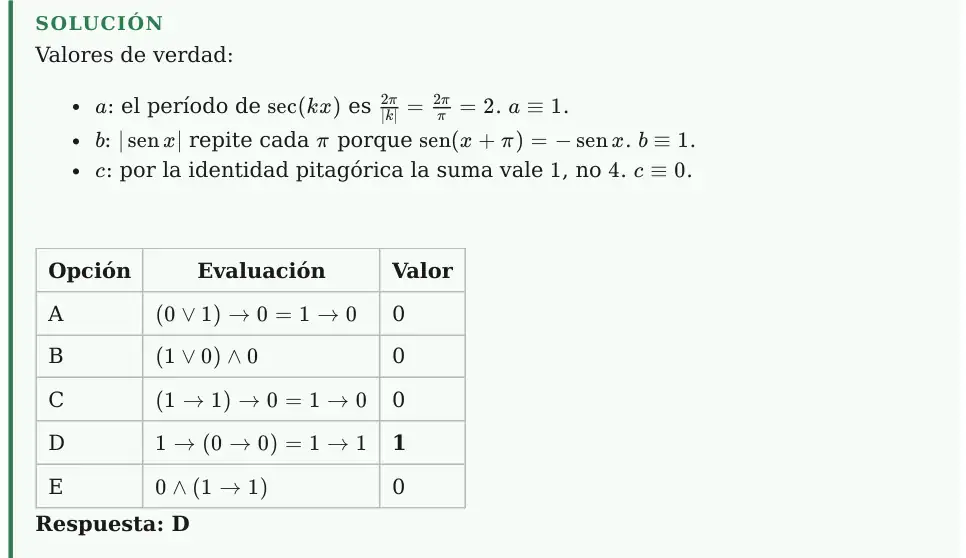 SOLUCIÓN
Valores de verdad:
• a: el período de sec(kx) es 2π/|k| = 2π/π = 2. a ≡ 1.
• b: | sen x| repite cada π porque sen(x + π) = − sen x. b ≡ 1.
• c: por la identidad pitagórica la suma vale 1, no 4. c ≡ 0.
Opción Evaluación Valor
A (0 ∨ 1) → 0 = 1 → 0 0
B (1 ∨ 0) ∧ 0 0
C (1 → 1) → 0 = 1 → 0 0
D 1 → (0 → 0) = 1 → 1 1
E 0 ∧ (1 → 1) 0
Respuesta: D